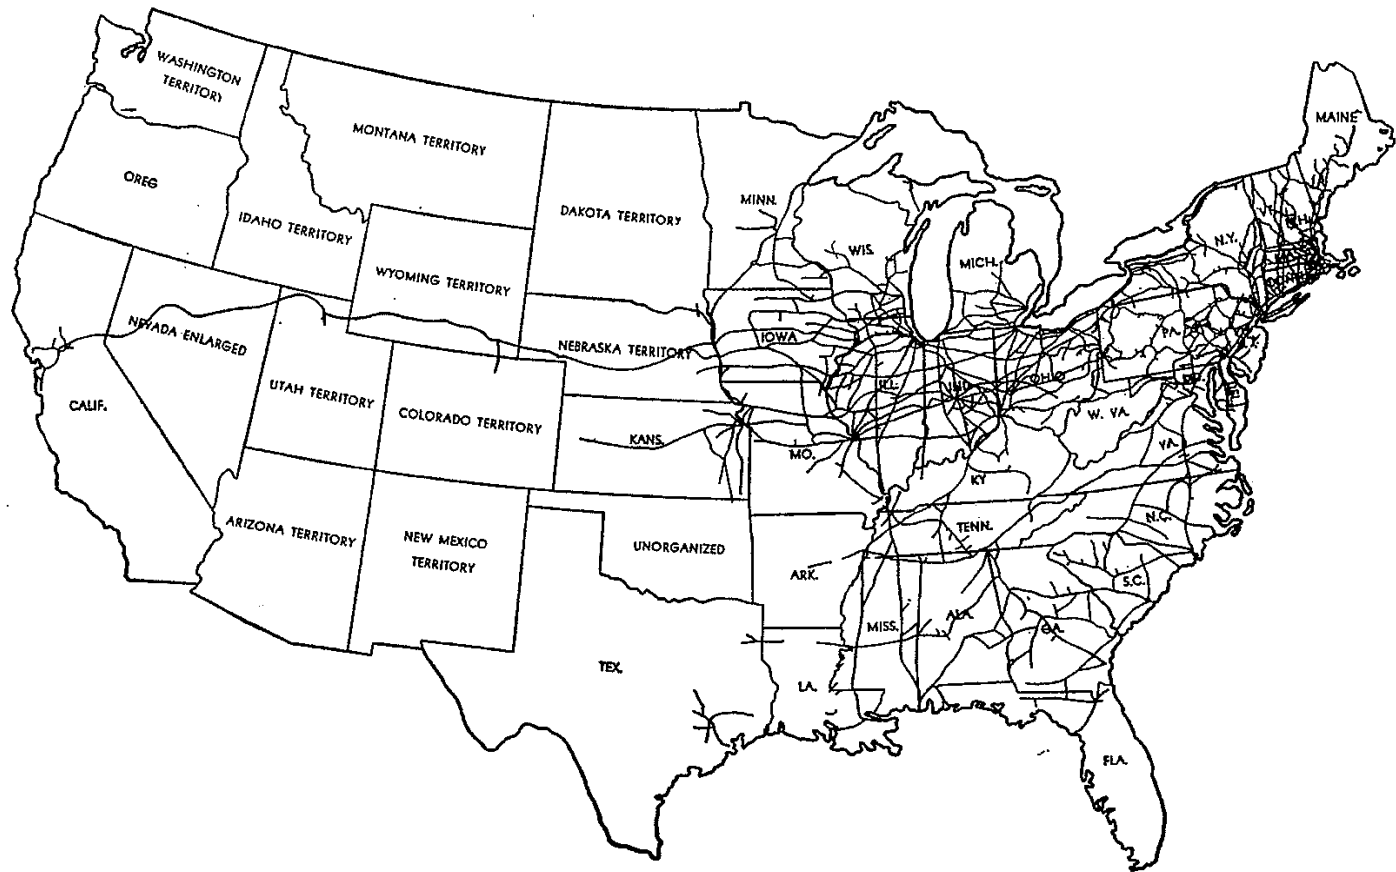 WASHINGTON
TERRITORY
MONTANA TERRITORY
MAINE
OREG
IDAHO TERRITORY
DAKOTA TERRITORY
MINN.
WIS.
MICH.
N.Y.
VT.
N.H.
WYOMING TERRITORY
NEVADA ENLARGED
NEBRASKA TERRITORY
IOWA
ILL.
IND.
OHIO
PA.
CALIF.
UTAH TERRITORY
COLORADO TERRITORY
KANS.
MO.
W. VA.
VA.
KY
ARIZONA TERRITORY
NEW MEXICO
TERRITORY
UNORGANIZED
ARK.
TENN.
N.C.
S.C.
MISS.
ALA
GA.
TEX.
LA.
FLA.